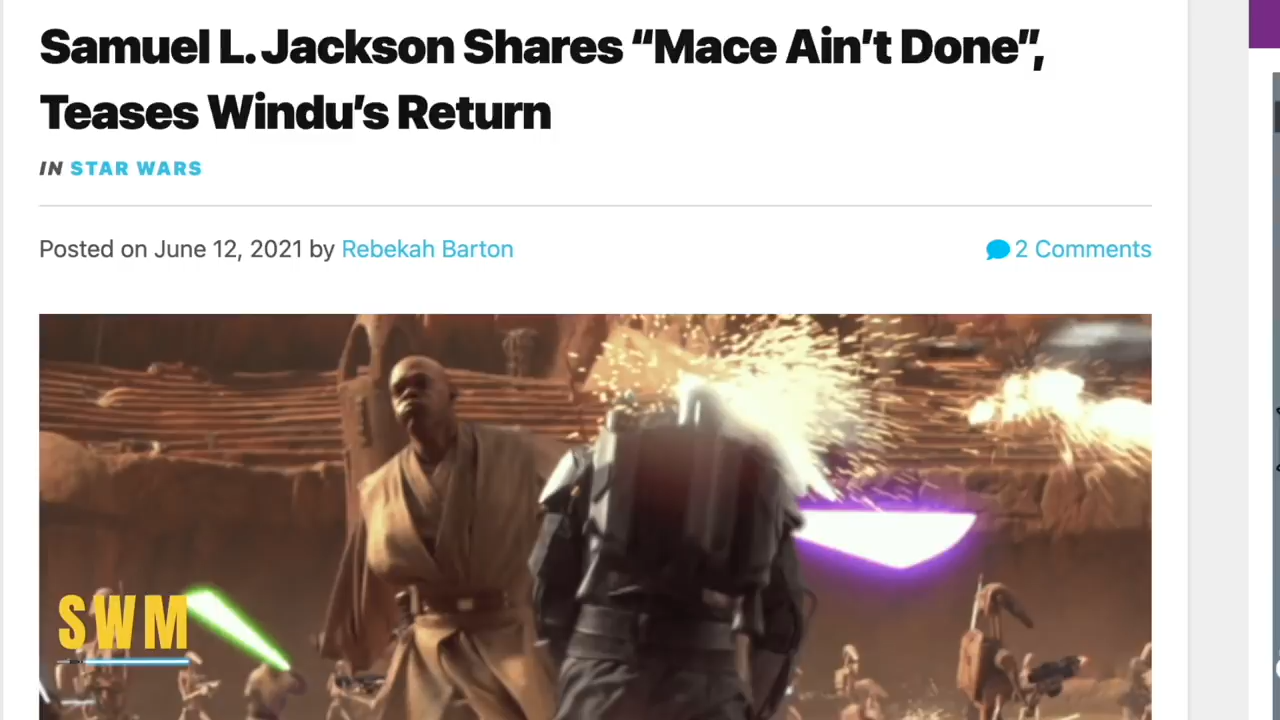 Samuel L. Jackson Shares “Mace Ain’t Done”,
Teases Windu’s Return
IN STAR WARS
Posted on June 12, 2021 by Rebekah Barton
2 Comments
SWM